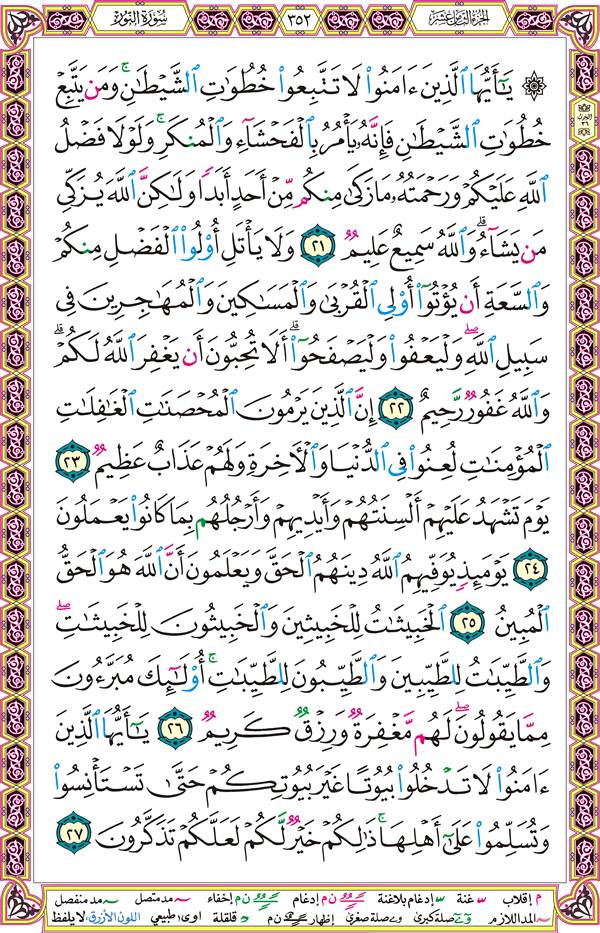 سورة النور
٣٥٢
الجزء الثامن عشر
الحزب
٣٦
۞ يَـٰٓأَيُّهَا ٱلَّذِينَ ءَامَنُوا۟ لَا تَتَّبِعُوا۟ خُطُوَٰتِ ٱلشَّيْطَـٰنِ ۚ وَمَن يَتَّبِعْ
خُطُوَٰتِ ٱلشَّيْطَـٰنِ فَإِنَّهُۥ يَأْمُرُ بِٱلْفَحْشَآءِ وَٱلْمُنكَرِ ۚ وَلَوْلَا فَضْلُ
ٱللَّهِ عَلَيْكُمْ وَرَحْمَتُهُۥ مَا زَكَىٰ مِنكُم مِّنْ أَحَدٍ أَبَدًا وَلَـٰكِنَّ ٱللَّهَ يُزَكِّى
مَن يَشَآءُ ۗ وَٱللَّهُ سَمِيعٌ عَلِيمٌ ٢١ وَلَا يَأْتَلِ أُو۟لُوا۟ ٱلْفَضْلِ مِنكُمْ
وَٱلسَّعَةِ أَن يُؤْتُوٓا۟ أُو۟لِى ٱلْقُرْبَىٰ وَٱلْمَسَـٰكِينَ وَٱلْمُهَـٰجِرِينَ فِى
سَبِيلِ ٱللَّهِ ۖ وَلْيَعْفُوا۟ وَلْيَصْفَحُوٓا۟ ۗ أَلَا تُحِبُّونَ أَن يَغْفِرَ ٱللَّهُ لَكُمْ ۗ
وَٱللَّهُ غَفُورٌ رَّحِيمٌ ٢٢ إِنَّ ٱلَّذِينَ يَرْمُونَ ٱلْمُحْصَنَـٰتِ ٱلْغَـٰفِلَـٰتِ
ٱلْمُؤْمِنَـٰتِ لُعِنُوا۟ فِى ٱلدُّنْيَا وَٱلْـَٔاخِرَةِ وَلَهُمْ عَذَابٌ عَظِيمٌ ٢٣
يَوْمَ تَشْهَدُ عَلَيْهِمْ أَلْسِنَتُهُمْ وَأَيْدِيهِمْ وَأَرْجُلُهُم بِمَا كَانُوا۟ يَعْمَلُونَ
٢٤ يَوْمَئِذٍ يُوَفِّيهِمُ ٱللَّهُ دِينَهُمُ ٱلْحَقَّ وَيَعْلَمُونَ أَنَّ ٱللَّهَ هُوَ ٱلْحَقُّ
ٱلْمُبِينُ ٢٥ ٱلْخَبِيثَـٰتُ لِلْخَبِيثِينَ وَٱلْخَبِيثُونَ لِلْخَبِيثَـٰتِ ۖ
وَٱلطَّيِّبَـٰتُ لِلطَّيِّبِينَ وَٱلطَّيِّبُونَ لِلطَّيِّبَـٰتِ ۚ أُو۟لَـٰٓئِكَ مُبَرَّءُونَ
مِمَّا يَقُولُونَ ۖ لَهُم مَّغْفِرَةٌ وَرِزْقٌ كَرِيمٌ ٢٦ يَـٰٓأَيُّهَا ٱلَّذِينَ
ءَامَنُوا۟ لَا تَدْخُلُوا۟ بُيُوتًا غَيْرَ بُيُوتِكُمْ حَتَّىٰ تَسْتَأْنِسُوا۟
وَتُسَلِّمُوا۟ عَلَىٰٓ أَهْلِهَا ۚ ذَٰلِكُمْ خَيْرٌ لَّكُمْ لَعَلَّكُمْ تَذَكَّرُونَ ٢٧
م إقلاب غنة إدغام بلاغنة ن م إدغام ن م إخفاء مد متصل مد منفصل
المد اللازم صلة كبرى صلة صغرى إظهار ن م قلقلة اوى: طبيعي اللون الأزرق: لا يلفظ